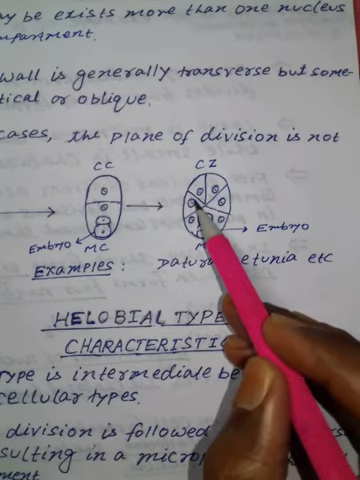 ay be exists more than one nucleus
wall is generally transverse but some-
tical or oblique.
cases, the plane of division is not
CC
CZ
Embryo
MC
M
Embryo
Examples: Datura etunia etc
HELOBIAL TYPE
CHARACTERISTIC
TYPE is intermediate be
cellular types.
division is followed
sulting in a microp
ment